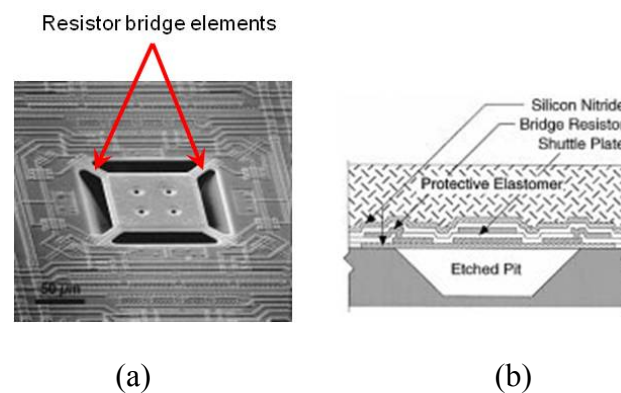 Resistor bridge elements
50 µm
Silicon Nitride
Bridge Resistor
Shuttle Plate
Protective Elastomer
Etched Pit
(a)
(b)